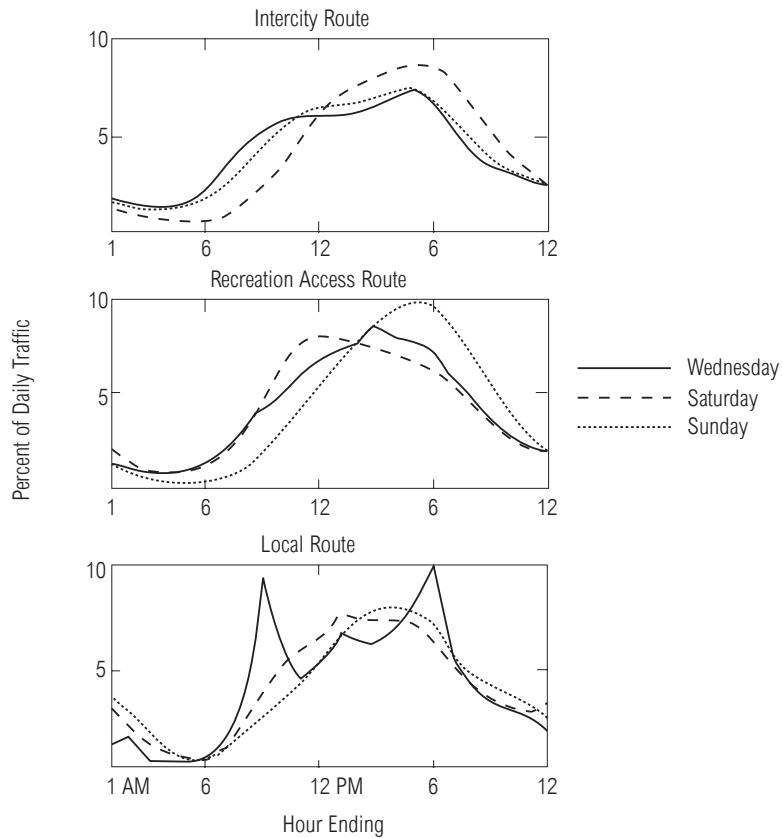 Intercity Route
10
5
1 6 12 6 12
Recreation Access Route
10
5
1 6 12 6 12
Percent of Daily Traffic
Wednesday
Saturday
Sunday
Local Route
10
5
1 AM 6 12 PM 6 12
Hour Ending